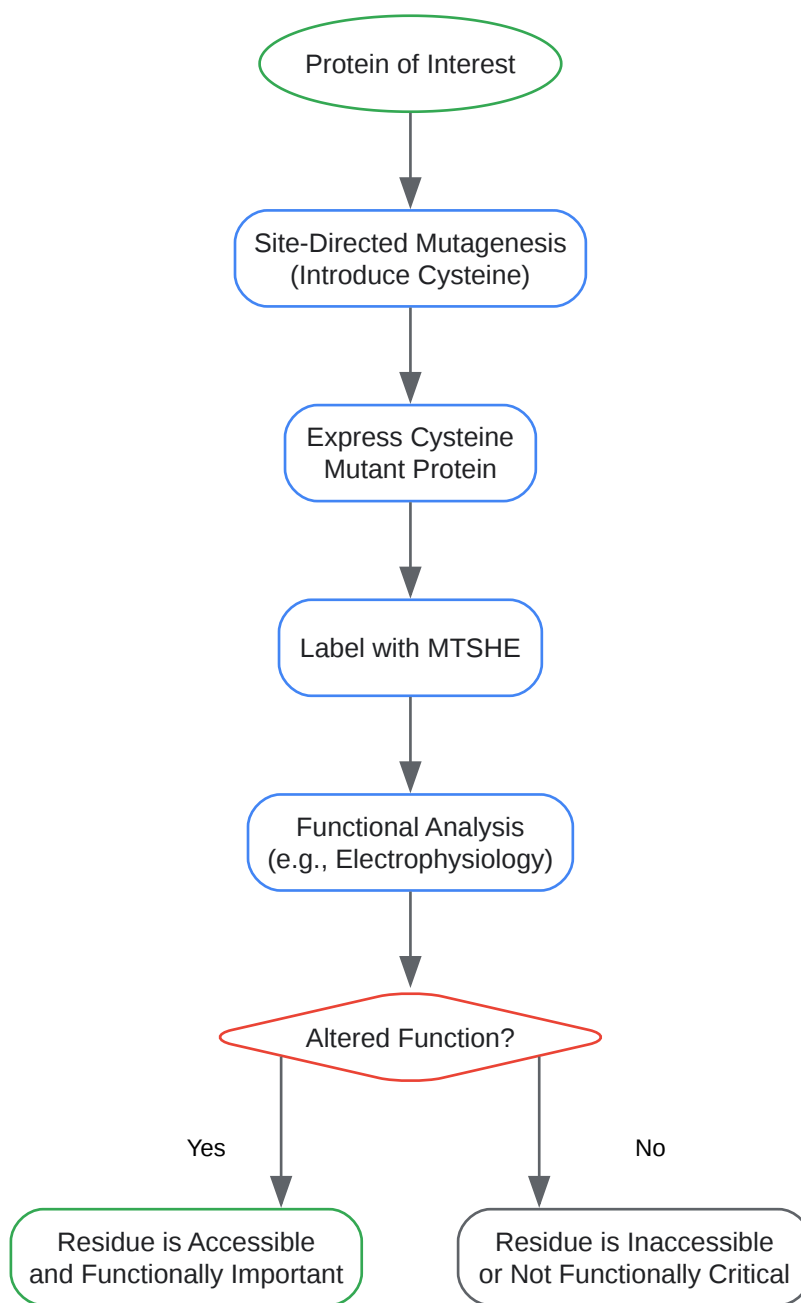 Protein of Interest
Site-Directed Mutagenesis
(Introduce Cysteine)
Express Cysteine
Mutant Protein
Label with MTSHE
Functional Analysis
(e.g., Electrophysiology)
Altered Function?
Yes
No
Residue is Accessible
and Functionally Important
Residue is Inaccessible
or Not Functionally Critical